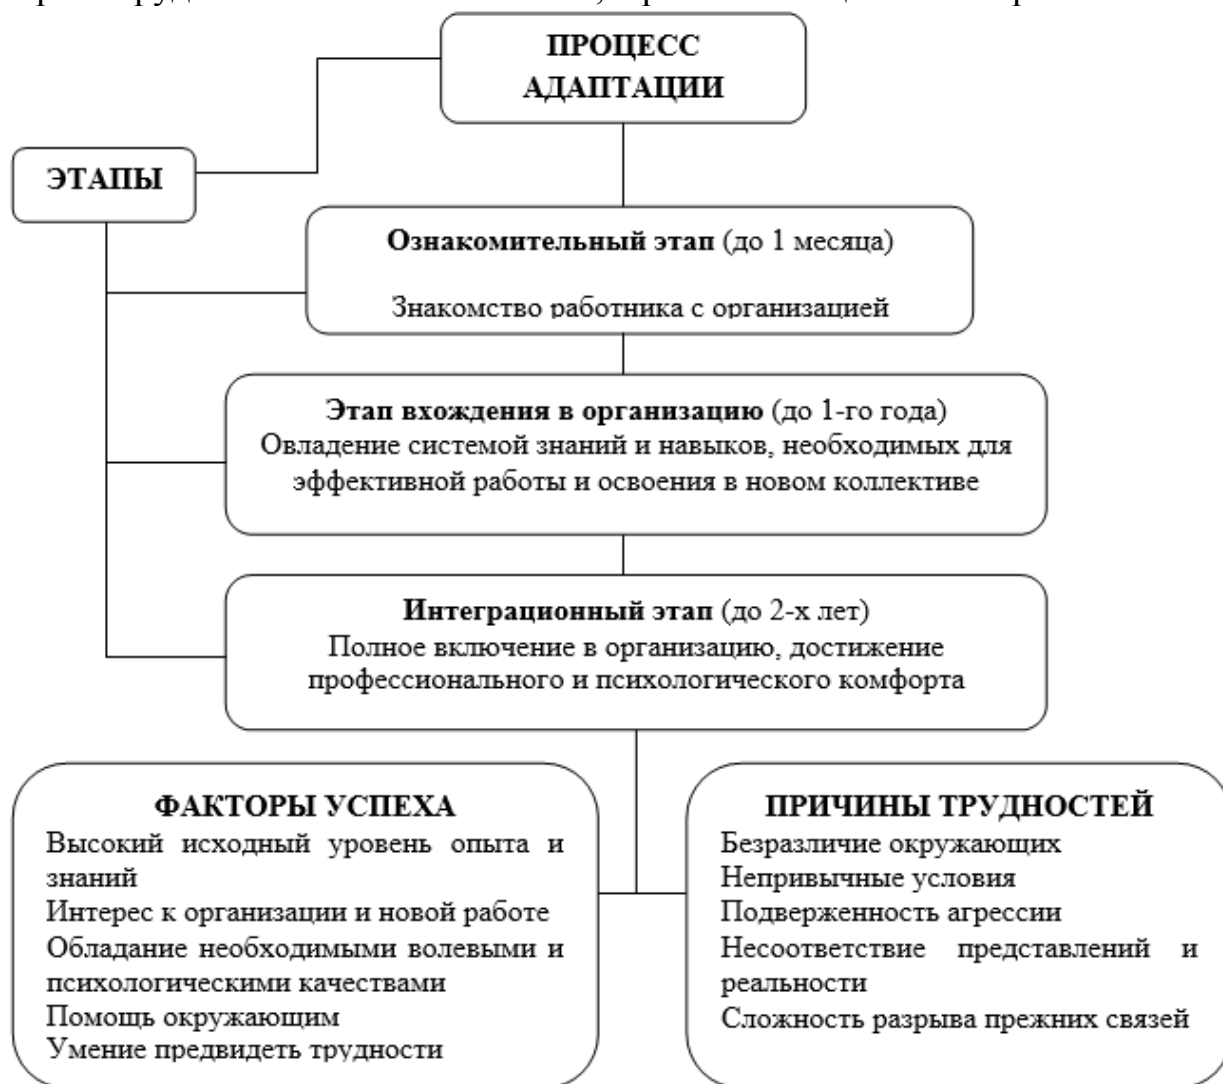 ПРОЦЕСС
АДАПТАЦИИ
ЭТАПЫ
Ознакомительный этап (до 1 месяца)
Знакомство работника с организацией
Этап вхождения в организацию (до 1-го года)
Овладение системой знаний и навыков, необходимых для
эффективной работы и освоения в новом коллективе
Интеграционный этап (до 2-х лет)
Полное включение в организацию, достижение
профессионального и психологического комфорта
ФАКТОРЫ УСПЕХА
Высокий исходный уровень опыта и
знаний
Интерес к организации и новой работе
Обладание необходимыми волевыми и
психологическими качествами
Помощь окружающим
Умение предвидеть трудности
ПРИЧИНЫ ТРУДНОСТЕЙ
Безразличие окружающих
Непривычные условия
Подверженность агрессии
Несоответствие представлений и
реальности
Сложность разрыва прежних связей